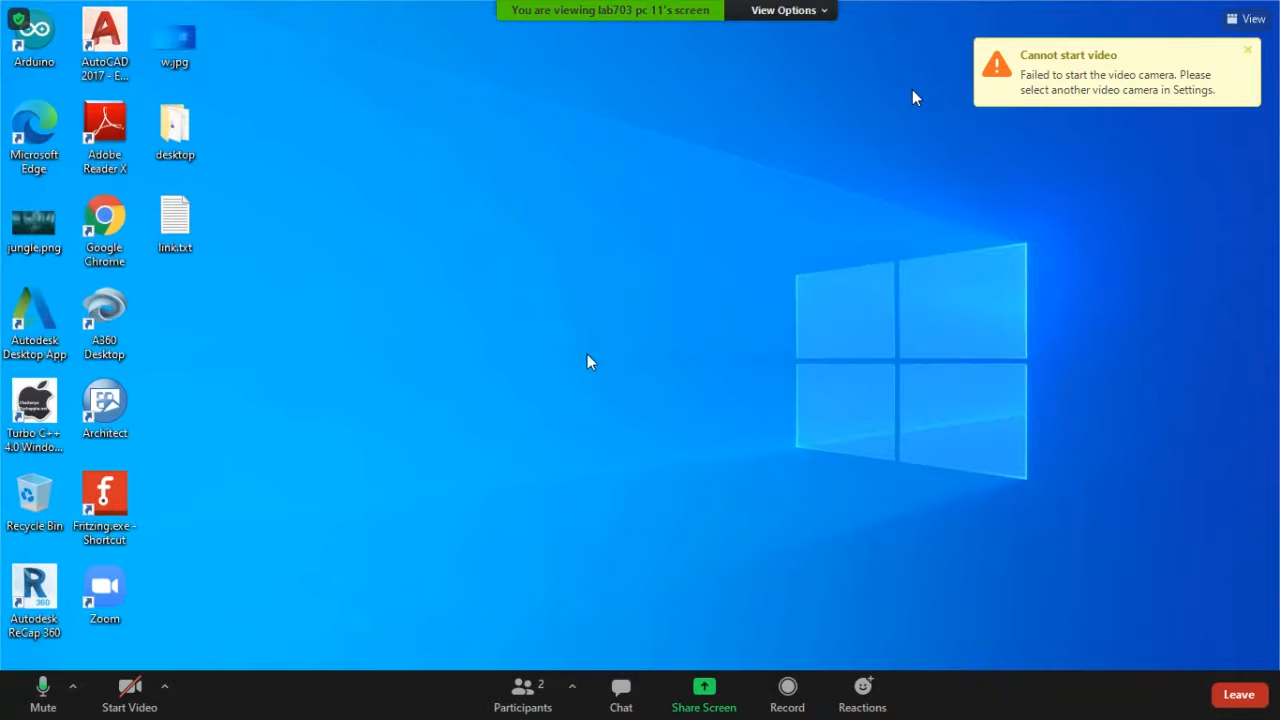 You are viewing lab703 pc 11's screen
View Options
View
Cannot start video
Failed to start the video camera. Please
select another video camera in Settings.
Arduino
AutoCAD
2017 - E...
w.jpg
Microsoft
Edge
Adobe
Reader X
desktop
jungle.png
Google
Chrome
link.txt
Autodesk
Desktop App
A360
Desktop
Turbo C++
4.0 Windo...
Architect
Recycle Bin
Fritzing.exe -
Shortcut
R
360
Autodesk
ReCap 360
Zoom
Mute
Start Video
2
Participants
Chat
Share Screen
Record
Reactions
Leave